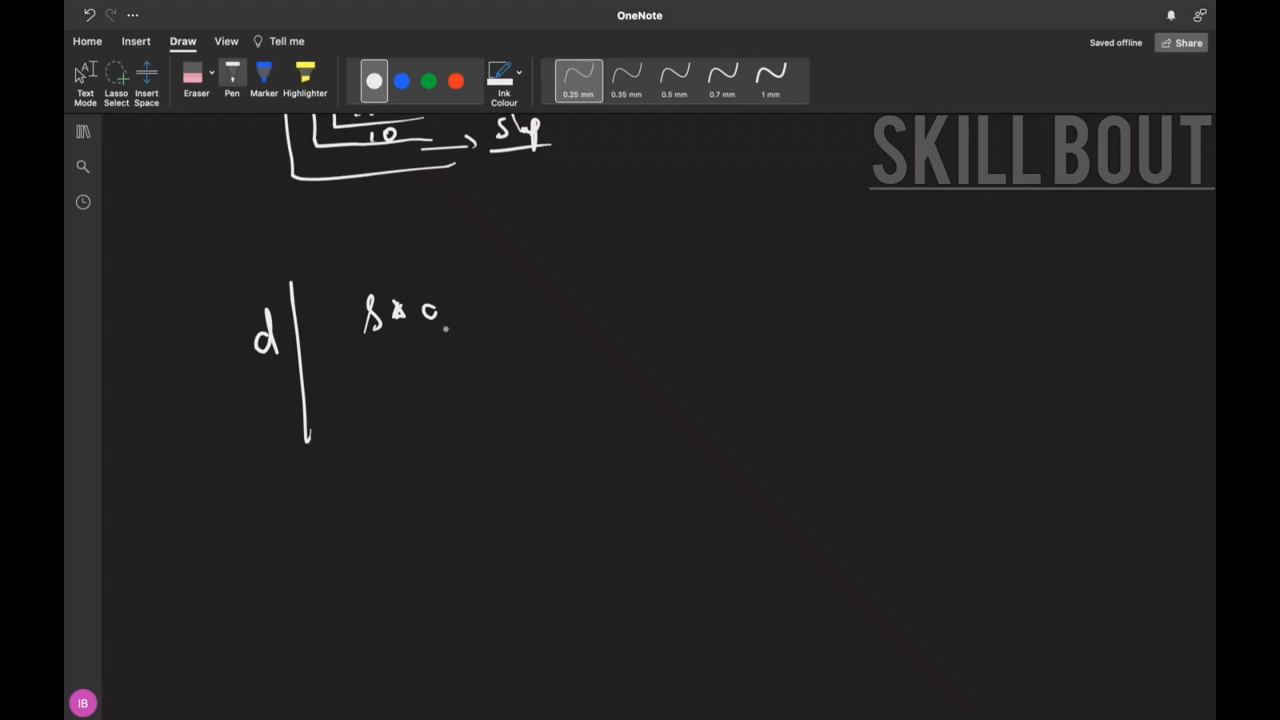 OneNote
Home Insert Draw View Tell me
Saved offline Share
Text Mode Lasso Select Insert Space Eraser Pen Marker Highlighter Ink Colour 0.25 mm 0.35 mm 0.5 mm 0.7 mm 1 mm
SKILL BOUT
10
d
s * o
IB